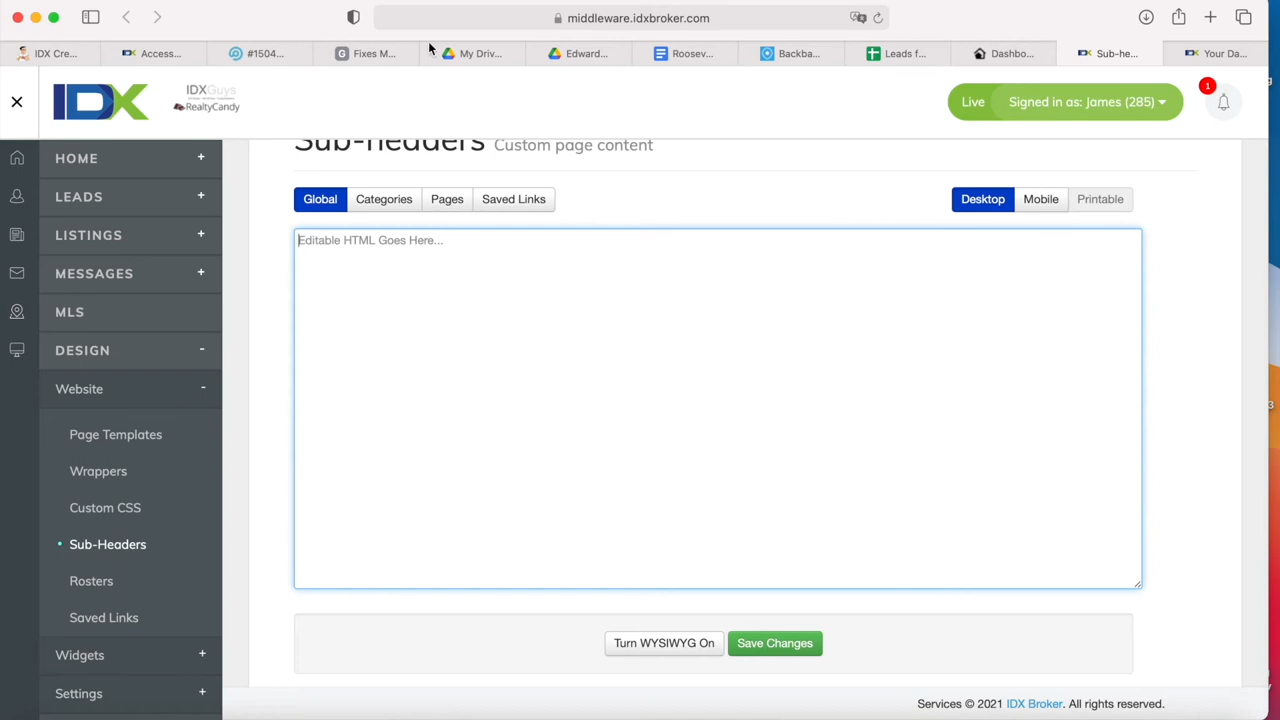 middleware.idxbroker.com
IDX Cre...
Access...
#1504...
Fixes M...
My Driv...
Edward...
Roosev...
Backba...
Leads f...
Dashbo...
Sub-he...
Your Da...
IDX
IDXGuys
RealtyCandy
Live
Signed in as: James (285)
1
Sub-headers Custom page content
HOME +
LEADS +
LISTINGS +
MESSAGES +
MLS
DESIGN -
Website -
Page Templates
Wrappers
Custom CSS
Sub-Headers
Rosters
Saved Links
Widgets +
Settings +
Global
Categories
Pages
Saved Links
Desktop
Mobile
Printable
Editable HTML Goes Here...
Turn WYSIWYG On
Save Changes
Services © 2021 IDX Broker. All rights reserved.